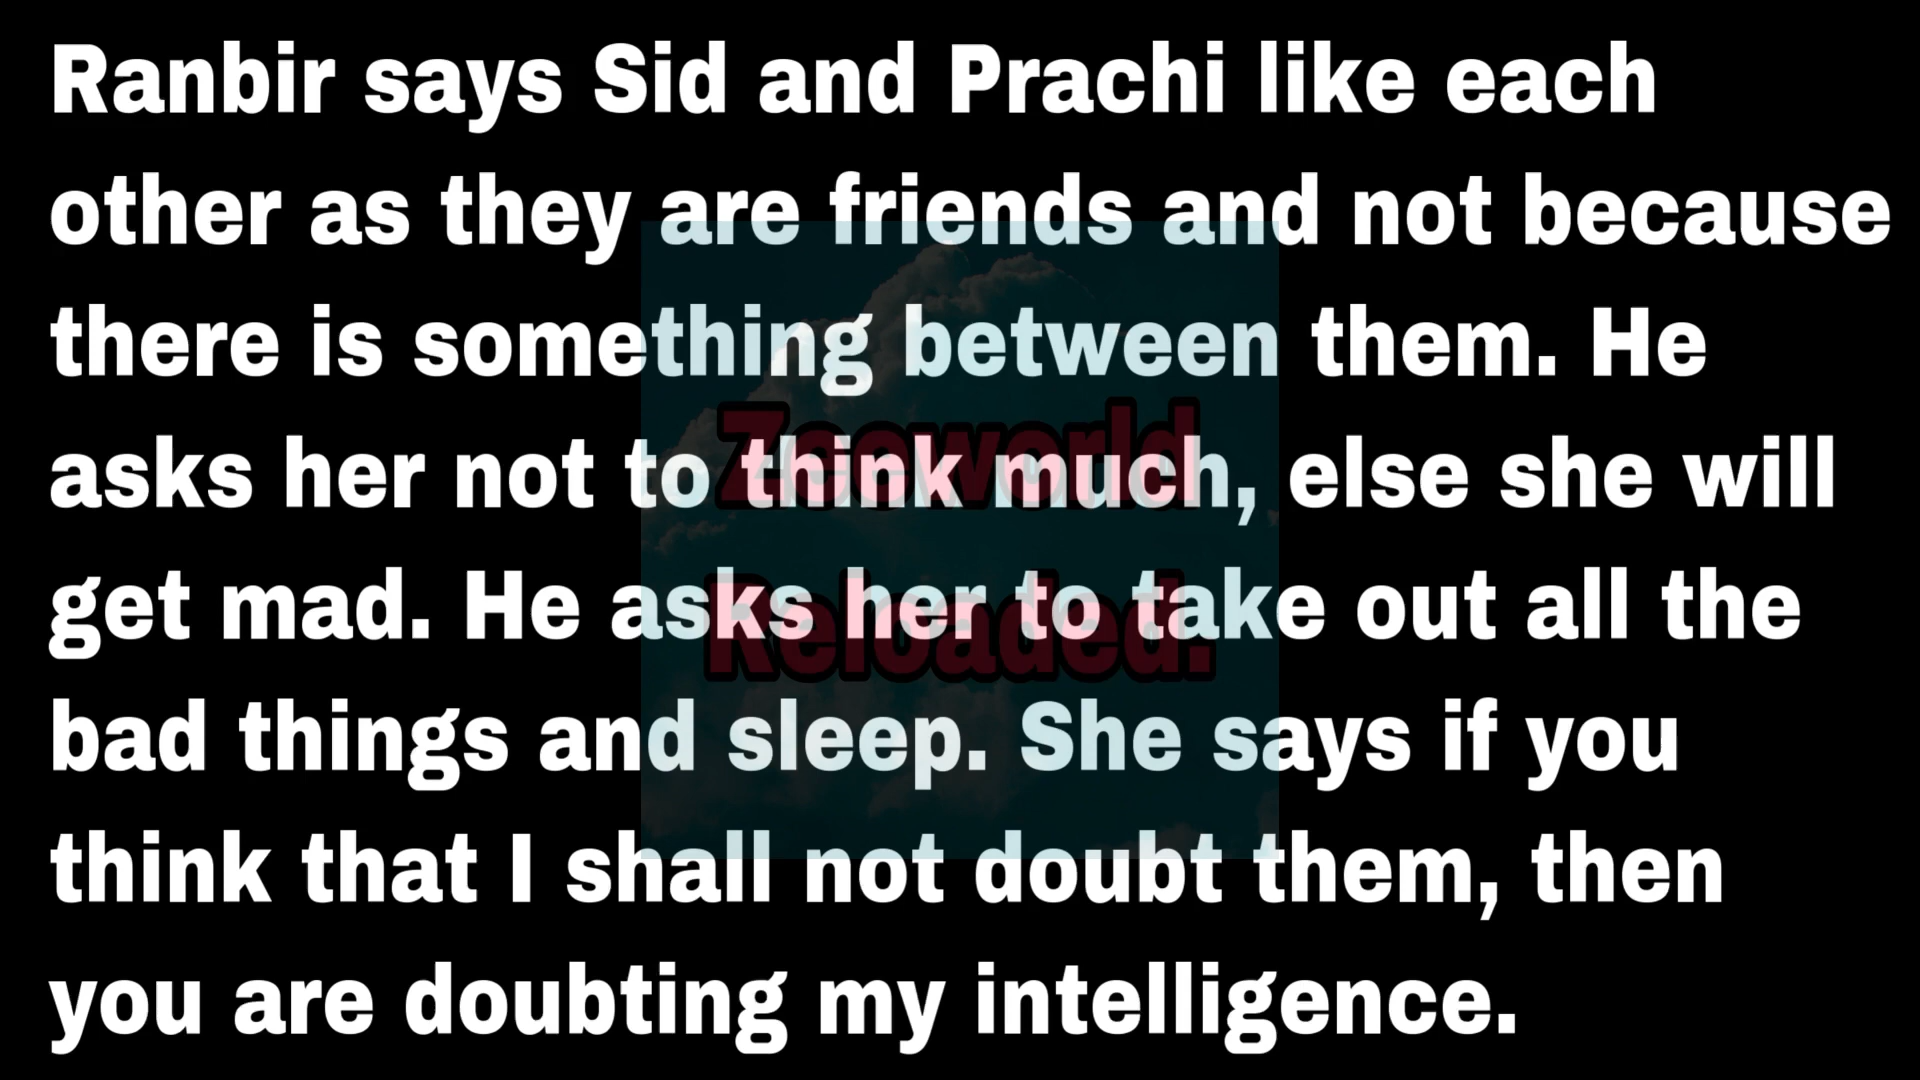 Ranbir says Sid and Prachi like each
other as they are friends and not because
there is something between them. He
asks her not to think much, else she will
get mad. He asks her to take out all the
bad things and sleep. She says if you
think that I shall not doubt them, then
you are doubting my intelligence.
Zeeworld
Reloaded.